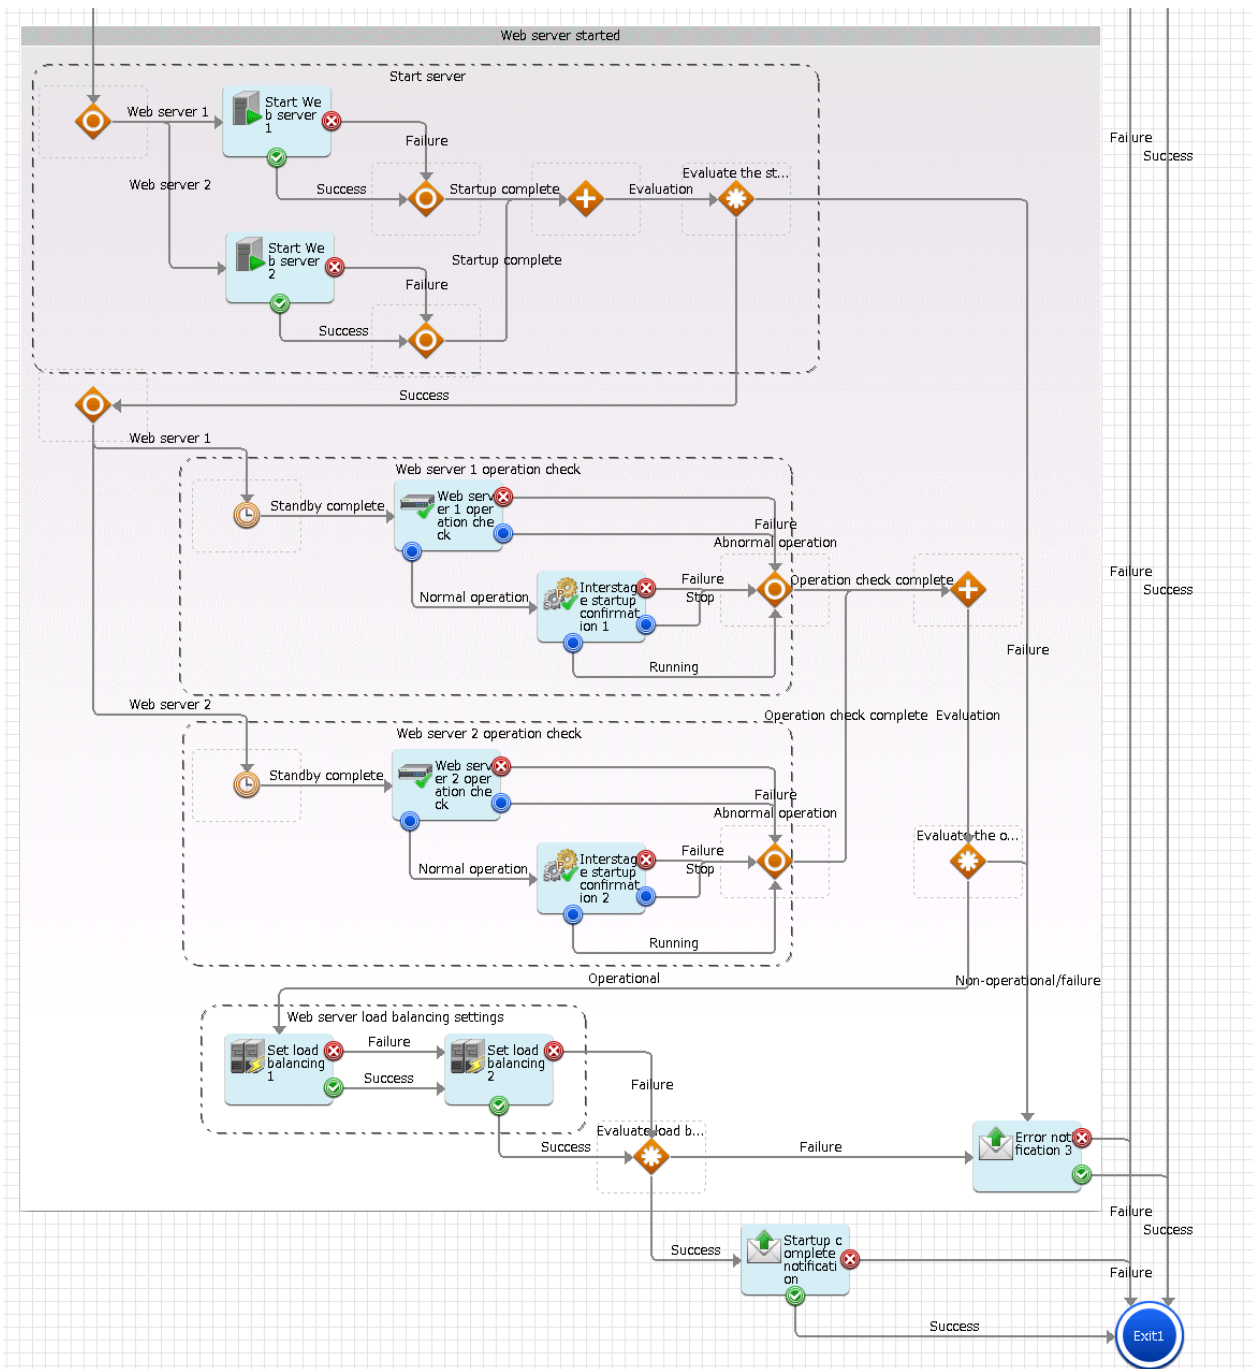 Web server started
Start server
Web server 1
Start We
b server
1
Failure
Failure
Success
Evaluate the st...
Web server 2
Success
Startup complete
Evaluation
Start We
b server
2
Startup complete
Failure
Success
Success
Web server 1
Web server 1 operation check
Standby complete
Web serv
er 1 oper
ation che
ck
Failure
Abnormal operation
Failure
Success
Normal operation
Interstag
e startup
confirmat
ion 1
Failure
Stop
Operation check complete
Running
Failure
Web server 2
Operation check complete
Evaluation
Web server 2 operation check
Standby complete
Web serv
er 2 oper
ation che
ck
Failure
Abnormal operation
Evaluate the o...
Normal operation
Interstag
e startup
confirmat
ion 2
Failure
Stop
Running
Operational
Non-operational/failure
Web server load balancing settings
Set load
balancing
1
Failure
Success
Set load
balancing
2
Failure
Evaluate load b...
Success
Failure
Error noti
fication 3
Failure
Success
Success
Startup c
omplete
notificati
on
Failure
Success
Exit1